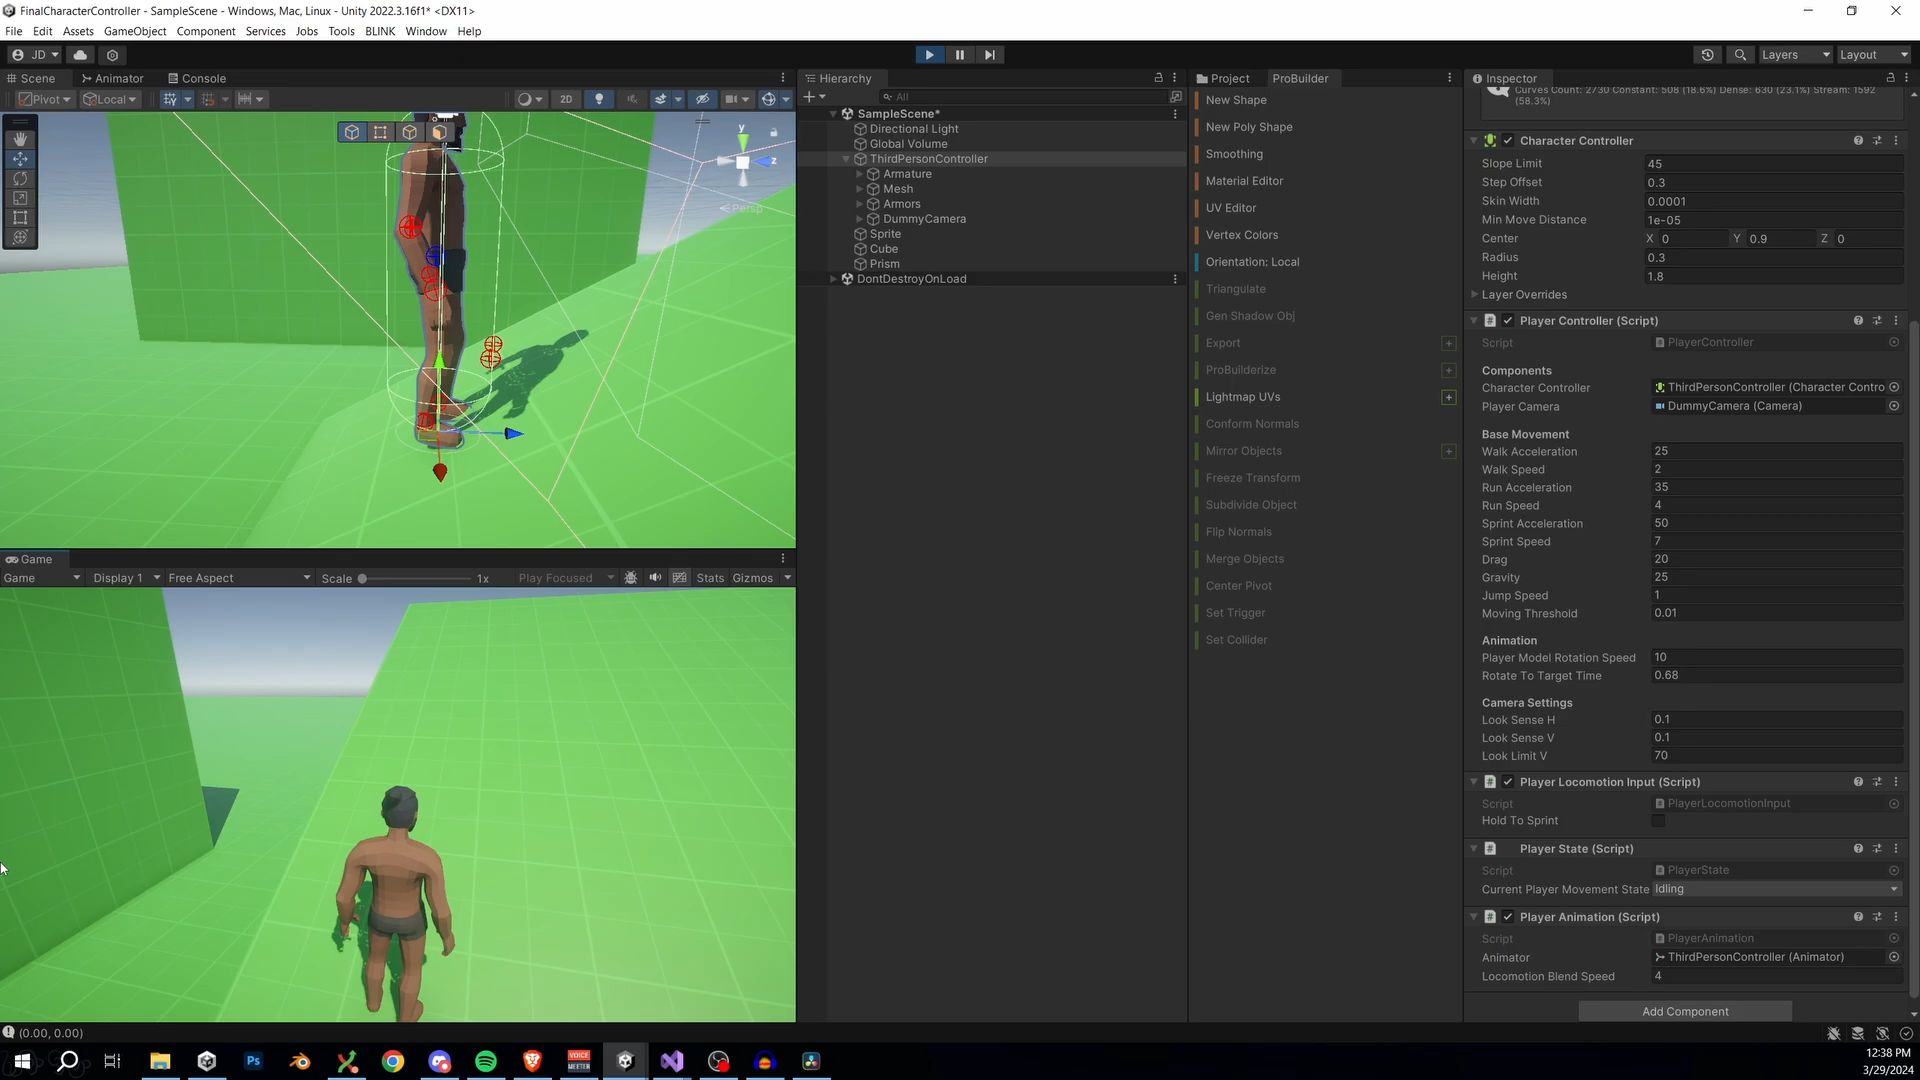 FinalCharacterController - SampleScene - Windows, Mac, Linux - Unity 2022.3.16f1* <DX11>
File Edit Assets GameObject Component Services Jobs Tools BLINK Window Help
JD
Layers
Layout
Scene Animator Console
Pivot Local
2D
y
z
Persp
Game
Game Display 1 Free Aspect Scale 1x Play Focused Stats Gizmos
Hierarchy
All
SampleScene*
Directional Light
Global Volume
ThirdPersonController
Armature
Mesh
Armors
DummyCamera
Sprite
Cube
Prism
DontDestroyOnLoad
Project ProBuilder
New Shape
New Poly Shape
Smoothing
Material Editor
UV Editor
Vertex Colors
Orientation: Local
Triangulate
Gen Shadow Obj
Export
ProBuilderize
Lightmap UVs
Conform Normals
Mirror Objects
Freeze Transform
Subdivide Object
Flip Normals
Merge Objects
Center Pivot
Set Trigger
Set Collider
Inspector
Curves Count: 2730 Constant: 508 (18.6%) Dense: 630 (23.1%) Stream: 1592
(58.3%)
Character Controller
Slope Limit 45
Step Offset 0.3
Skin Width 0.0001
Min Move Distance 1e-05
Center X 0 Y 0.9 Z 0
Radius 0.3
Height 1.8
Layer Overrides
Player Controller (Script)
Script PlayerController
Components
Character Controller ThirdPersonController (Character Contro
Player Camera DummyCamera (Camera)
Base Movement
Walk Acceleration 25
Walk Speed 2
Run Acceleration 35
Run Speed 4
Sprint Acceleration 50
Sprint Speed 7
Drag 20
Gravity 25
Jump Speed 1
Moving Threshold 0.01
Animation
Player Model Rotation Speed 10
Rotate To Target Time 0.68
Camera Settings
Look Sense H 0.1
Look Sense V 0.1
Look Limit V 70
Player Locomotion Input (Script)
Script PlayerLocomotionInput
Hold To Sprint
Player State (Script)
Script PlayerState
Current Player Movement State Idling
Player Animation (Script)
Script PlayerAnimation
Animator ThirdPersonController (Animator)
Locomotion Blend Speed 4
Add Component
(0.00, 0.00)
Ps
VOICE
MEETER
12:38 PM
3/29/2024